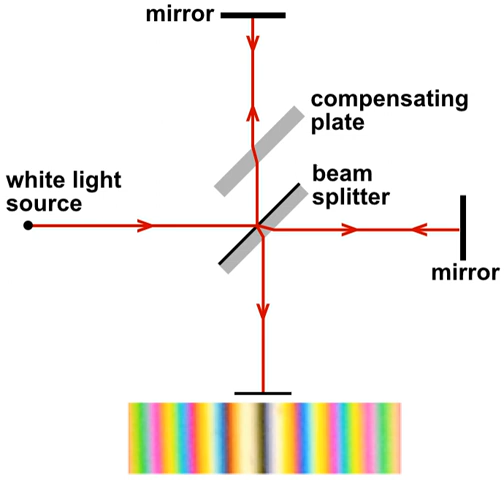 mirror
compensating
plate
beam
splitter
white light
source
mirror